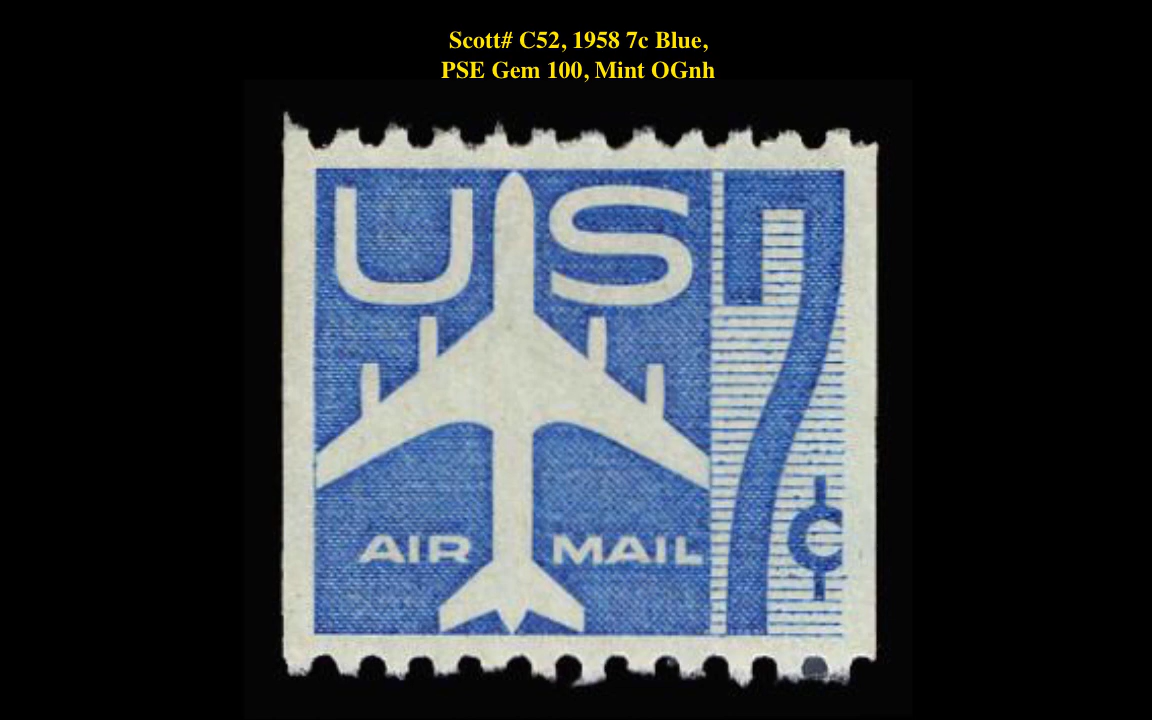 Scott# C52, 1958 7c Blue,
PSE Gem 100, Mint OGnh
US 7¢
AIR MAIL